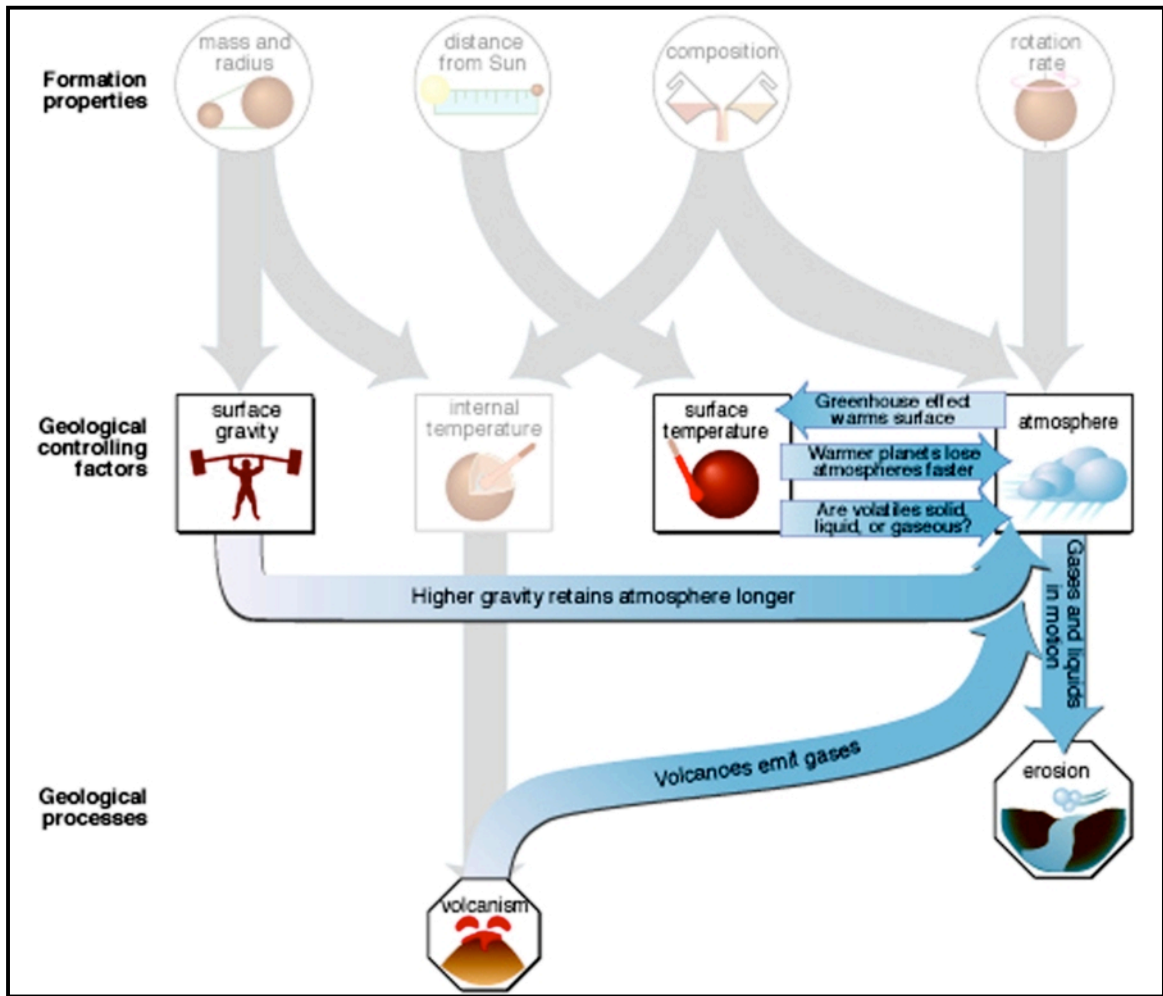 mass and
radius
distance
from Sun
composition
rotation
rate
Formation
properties
Geological
controlling
factors
surface
gravity
internal
temperature
surface
temperature
Greenhouse effect
warms surface
Warmer planets lose
atmospheres faster
Are volatiles solid,
liquid, or gaseous?
atmosphere
Higher gravity retains atmosphere longer
Gases and liquids
in motion
Volcanoes emit gases
Geological
processes
erosion
volcanism